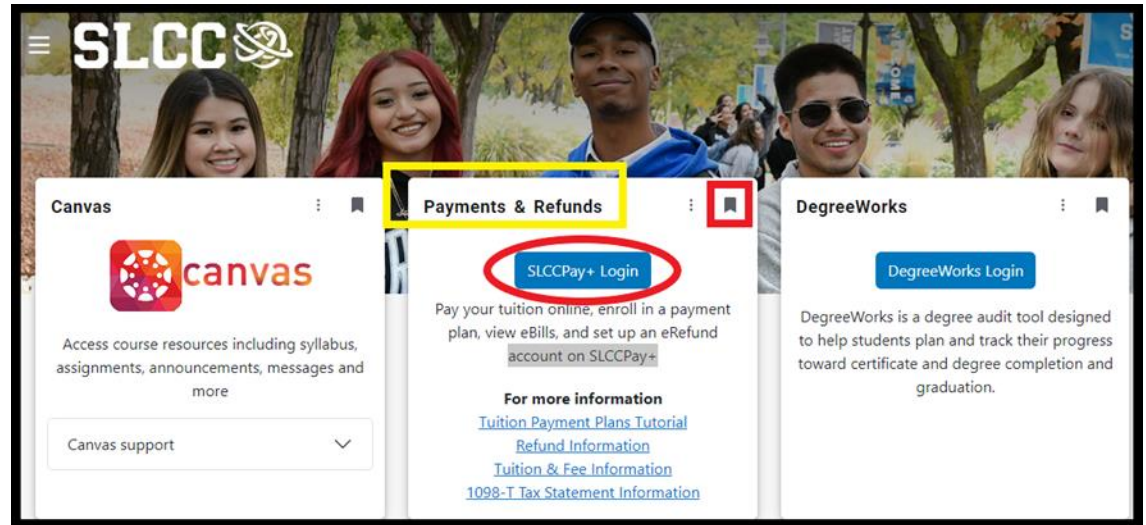 SLCC
WELCOME
Canvas
canvas
Access course resources including syllabus,
assignments, announcements, messages and
more
Canvas support
Payments & Refunds
SLCCPay+ Login
Pay your tuition online, enroll in a payment
plan, view eBills, and set up an eRefund
account on SLCCPay+
For more information
Tuition Payment Plans Tutorial
Refund Information
Tuition & Fee Information
1098-T Tax Statement Information
DegreeWorks
DegreeWorks Login
DegreeWorks is a degree audit tool designed
to help students plan and track their progress
toward certificate and degree completion and
graduation.